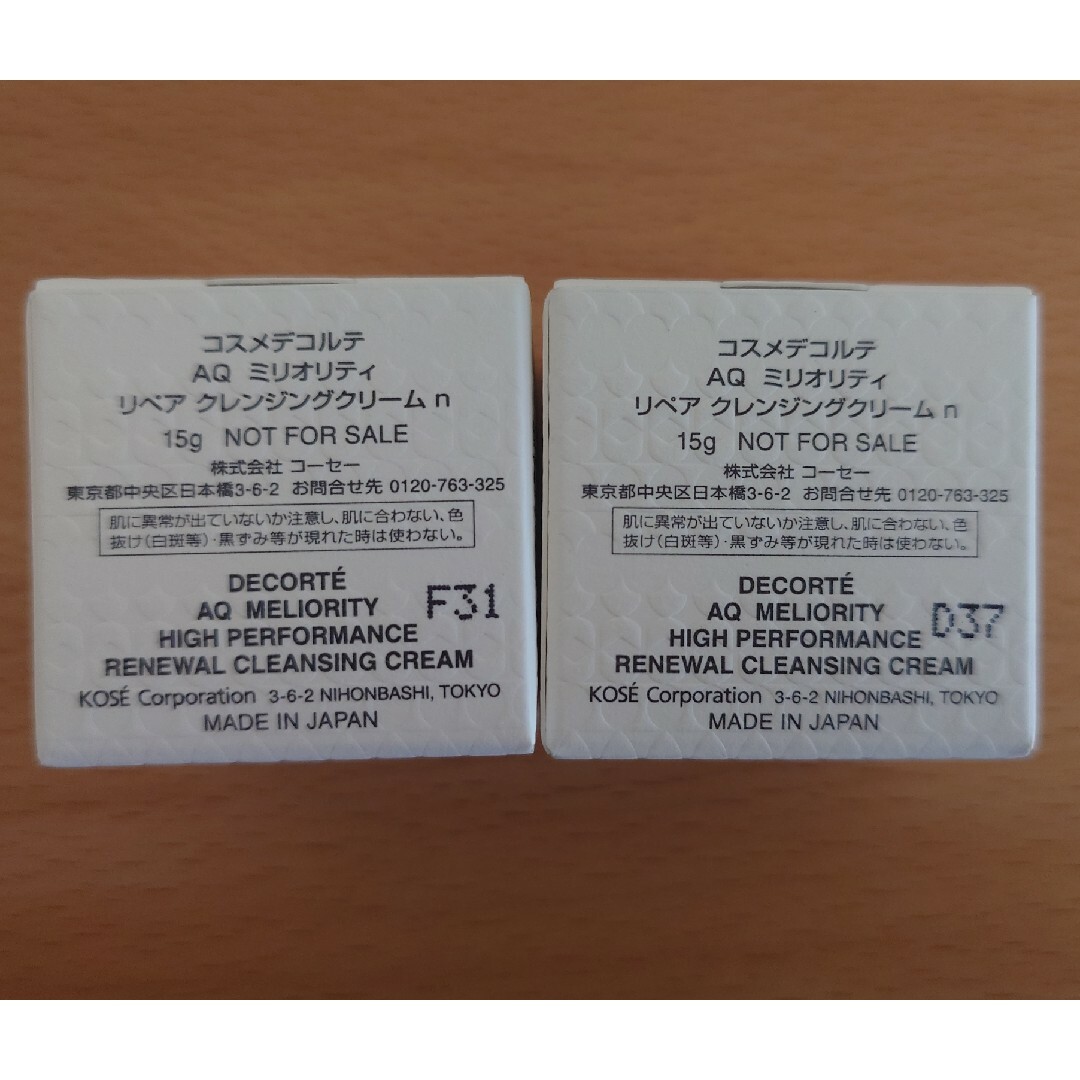 コスメデコルテ
AQ ミリオリティ
リペア クレンジングクリーム n
15g NOT FOR SALE
株式会社 コーセー
東京都中央区日本橋3-6-2 お問合せ先 0120-763-325
肌に異常が出ていないか注意し、肌に合わない、色
抜け(白斑等)・黒ずみ等が現れた時は使わない。
DECORTÉ
AQ MELIORITY
HIGH PERFORMANCE
RENEWAL CLEANSING CREAM
F31
KOSÉ Corporation 3-6-2 NIHONBASHI, TOKYO
MADE IN JAPAN
コスメデコルテ
AQ ミリオリティ
リペア クレンジングクリーム n
15g NOT FOR SALE
株式会社 コーセー
東京都中央区日本橋3-6-2 お問合せ先 0120-763-325
肌に異常が出ていないか注意し、肌に合わない、色
抜け(白斑等)・黒ずみ等が現れた時は使わない。
DECORTÉ
AQ MELIORITY
HIGH PERFORMANCE
RENEWAL CLEANSING CREAM
D37
KOSÉ Corporation 3-6-2 NIHONBASHI, TOKYO
MADE IN JAPAN